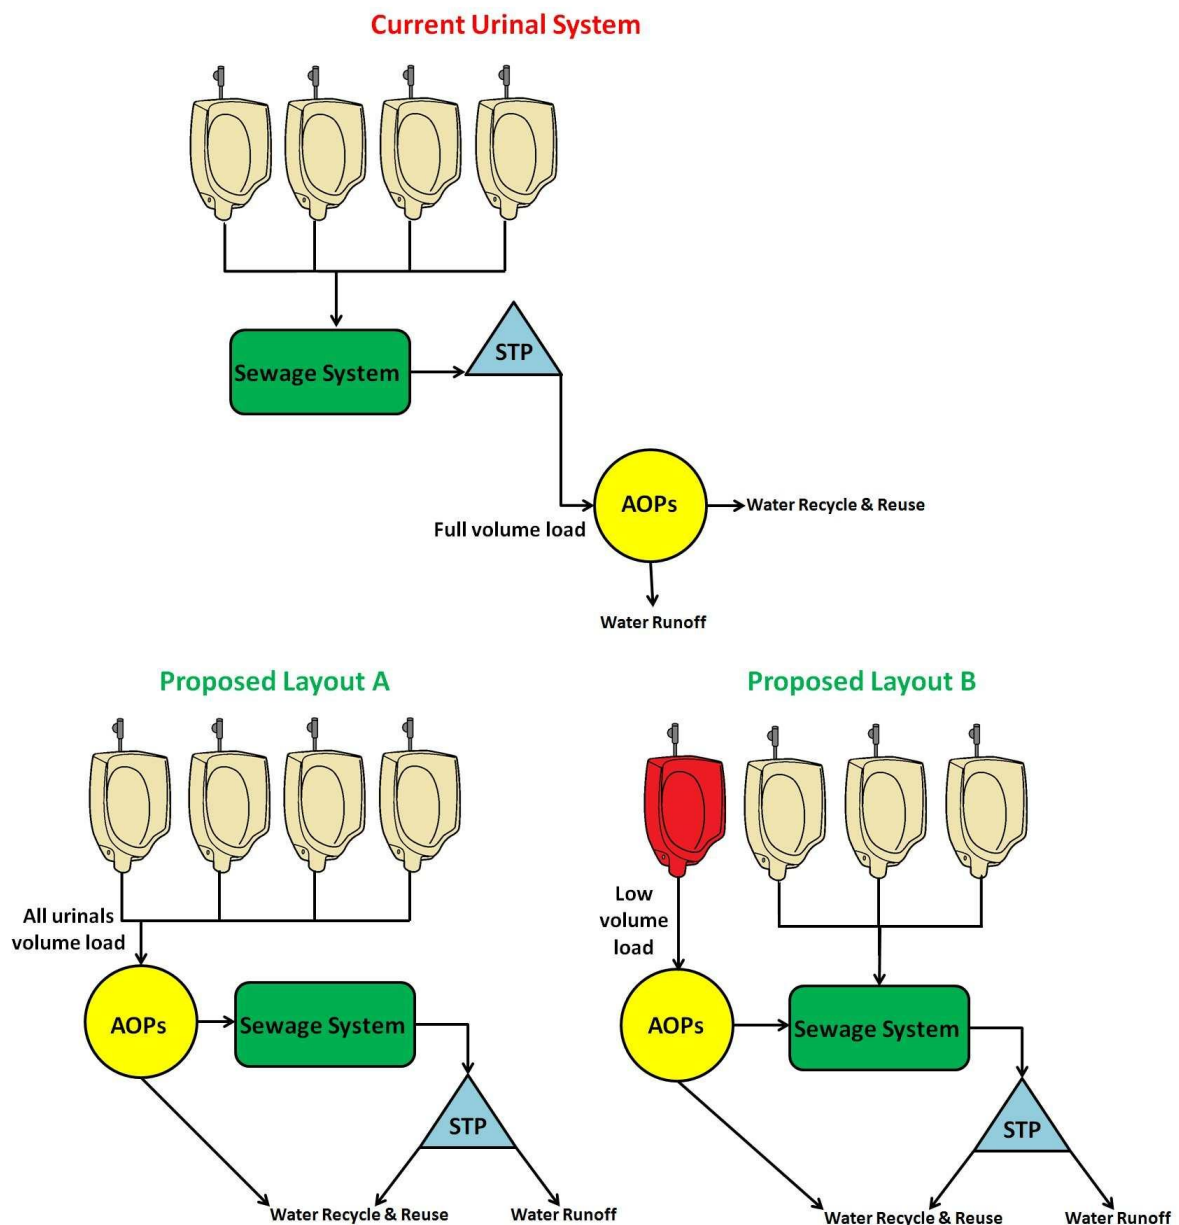 Current Urinal System
Sewage System
STP
AOPs
Water Recycle & Reuse
Full volume load
Water Runoff
Proposed Layout A
All urinals
volume load
AOPs
Sewage System
STP
Water Recycle & Reuse
Water Runoff
Proposed Layout B
Low
volume
load
AOPs
Sewage System
STP
Water Recycle & Reuse
Water Runoff